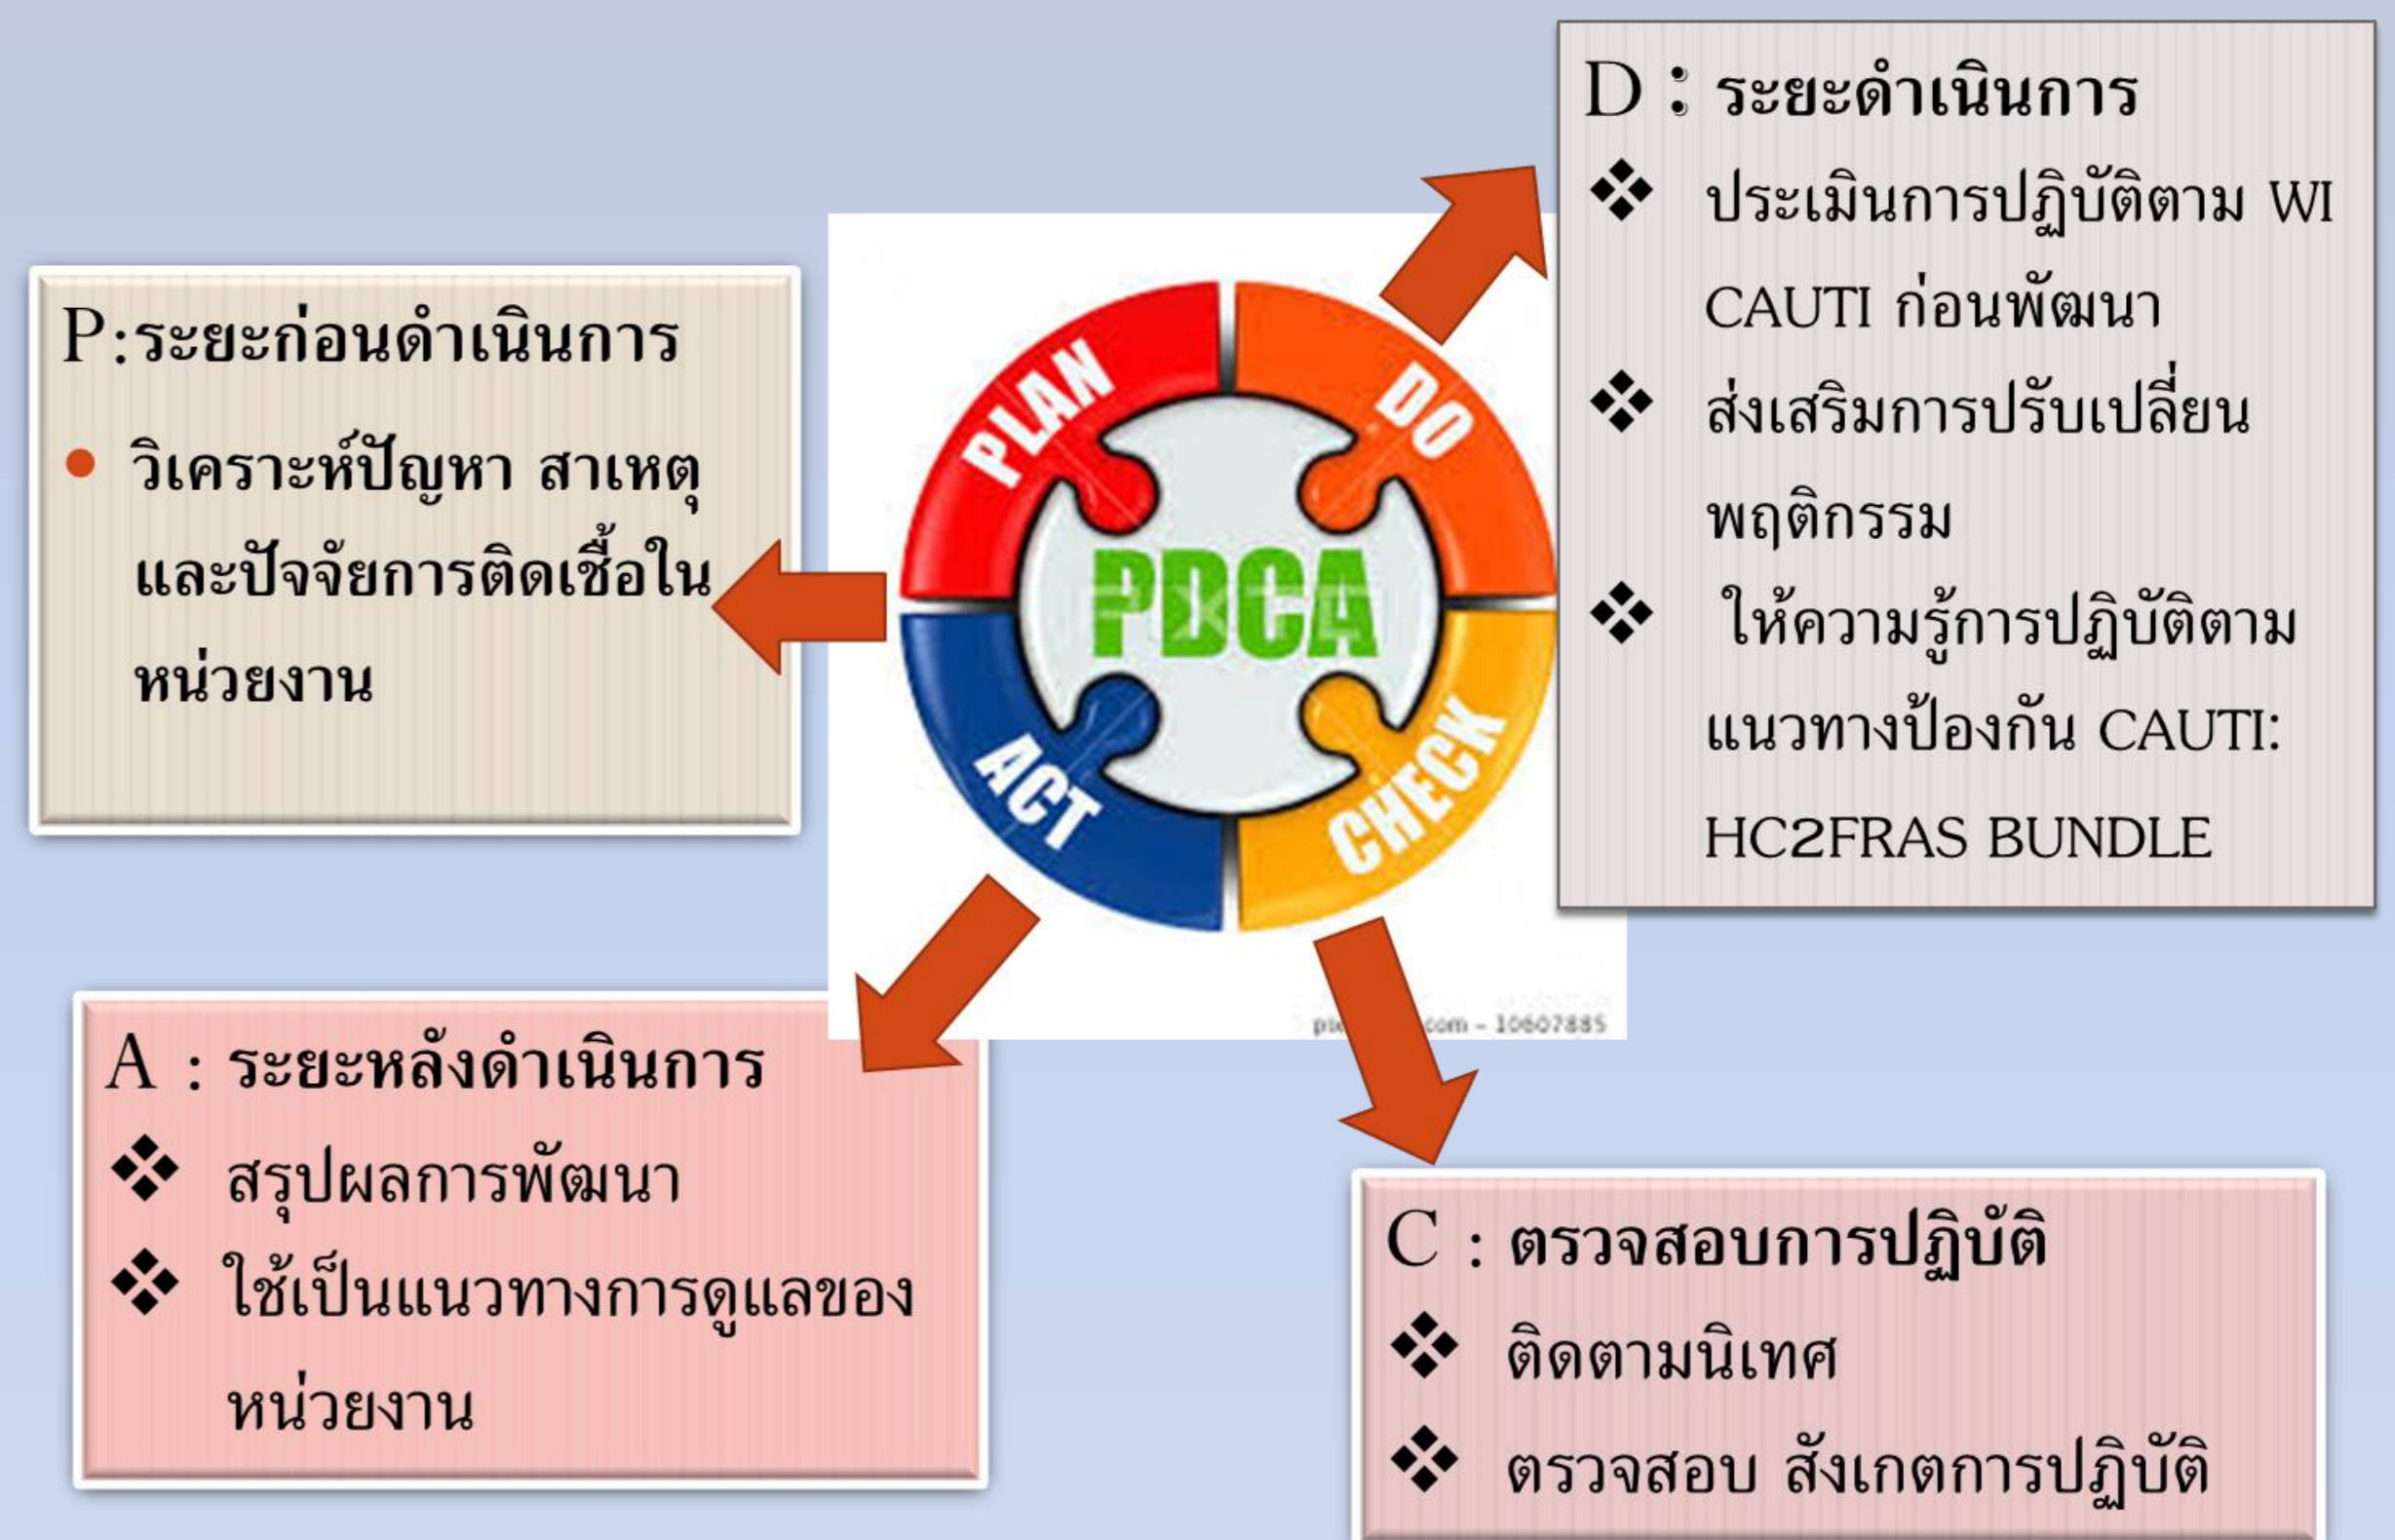 P:ระยะก่อนดำเนินการ
• วิเคราะห์ปัญหา สาเหตุ
และปัจจัยการติดเชื้อใน
หน่วยงาน
PLAN
DO
PDCA
ACT
CHECK
com - 10607885
D : ระยะดำเนินการ
❖ ประเมินการปฏิบัติตาม WI
CAUTI ก่อนพัฒนา
❖ ส่งเสริมการปรับเปลี่ยน
พฤติกรรม
❖ ให้ความรู้การปฏิบัติตาม
แนวทางป้องกัน CAUTI:
HC2FRAS BUNDLE
A : ระยะหลังดำเนินการ
❖ สรุปผลการพัฒนา
❖ ใช้เป็นแนวทางการดูแลของ
หน่วยงาน
C : ตรวจสอบการปฏิบัติ
❖ ติดตามนิเทศ
❖ ตรวจสอบ สังเกตการปฏิบัติ